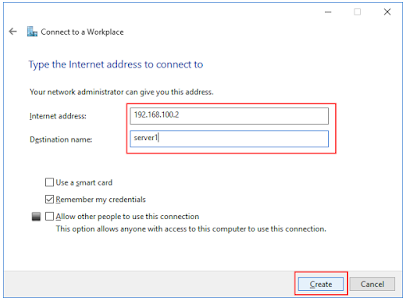 Connect to a Workplace
Type the Internet address to connect to
Your network administrator can give you this address.
Internet address: 192.168.100.2
Destination name: server1
Use a smart card
Remember my credentials
Allow other people to use this connection
This option allows anyone with access to this computer to use this connection.
Create Cancel